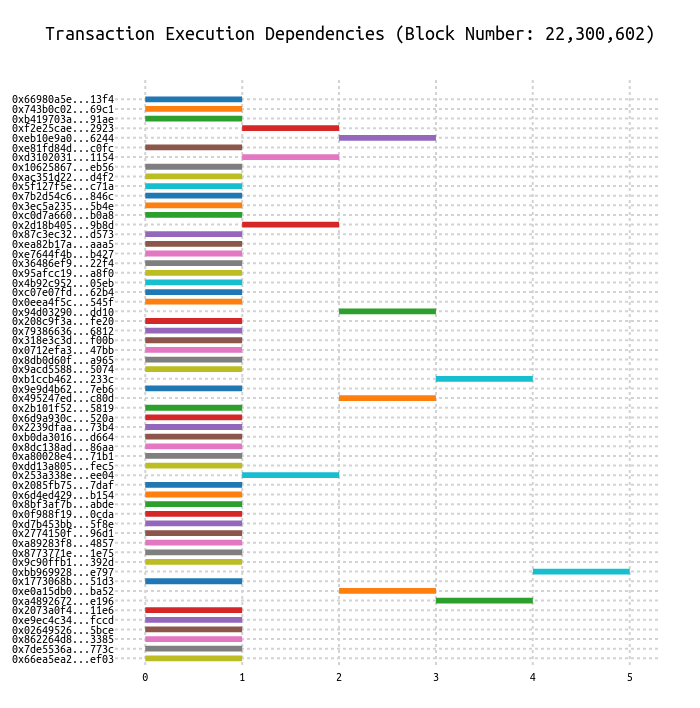 Transaction Execution Dependencies (Block Number: 22,300,602)
0x66980a5e...13f4
0x743b0c02...69c1
0xb419703a...91ae
0xf2e25cae...2923
0xeb10e9a0...6244
0xe81fd84d...c0fc
0xd3102031...1154
0x10625867...eb56
0xac351d22...d4f2
0x5f127f5e...c71a
0x7b2d54c6...846c
0x3ec5a235...5b4e
0xc0d7a660...b0a8
0x2d18b405...9b8d
0x87c3ec32...d573
0xea82b17a...aaa5
0xe7644f4b...b427
0x36486ef9...22f4
0x95afcc19...a8f0
0x4b92c952...05eb
0xc07e07fd...62b4
0x0eea4f5c...545f
0x94d03290...dd10
0x208c9f3a...fe20
0x79386636...6812
0x318e3c3d...f00b
0x0712efa3...47bb
0x8db0d60f...a965
0x9acd5588...5074
0xb1ccb462...233c
0x9e9d4b62...7eb6
0x495247ed...c80d
0x2b101f52...5819
0x6d9a930c...520a
0x2239dfaa...73b4
0xb0da3016...d664
0x8dc138ad...86aa
0xa80028e4...71b1
0xdd13a805...fec5
0x253a338e...ee04
0x2085fb75...7daf
0x6d4ed429...b154
0x8bf3af7b...abde
0x0f988f19...0cda
0xd7b453bb...5f8e
0x2774150f...96d1
0xa89283f8...4857
0x8773771e...1e75
0x9c90ffb1...392d
0xbb969928...e797
0x1773068b...51d3
0xe0a15db0...ba52
0xa4892672...e196
0x2073a0f4...11e6
0xe9ec4c34...fccd
0x02649526...5bce
0x862264d8...3385
0x7de5536a...773c
0x66ea5ea2...ef03
0 1 2 3 4 5